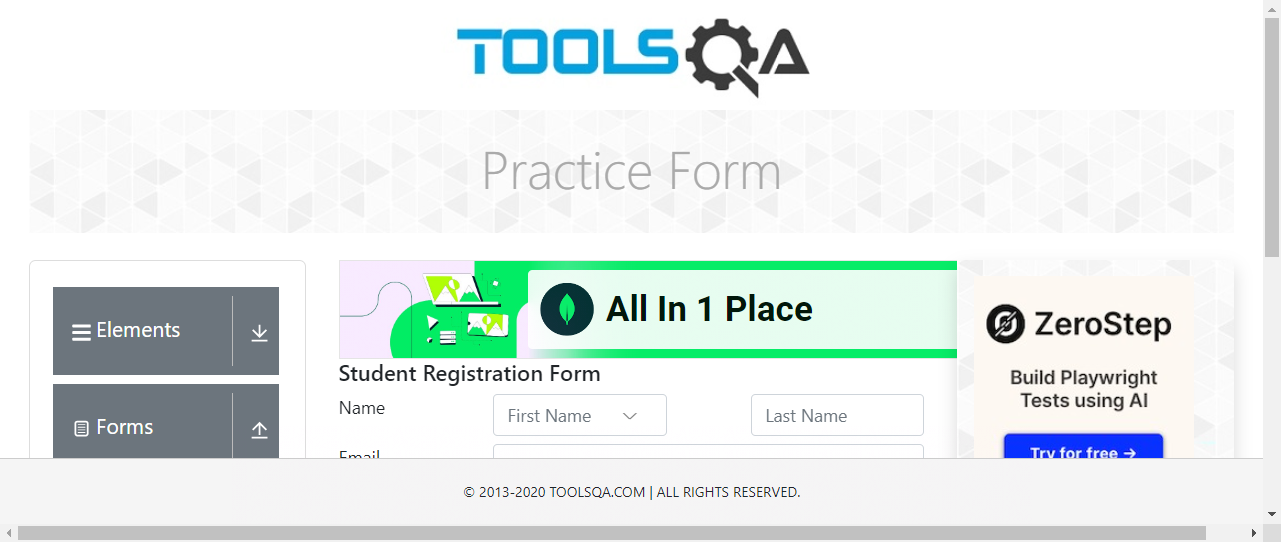 TOOLSQA
Practice Form
Elements
Forms
All In 1 Place
Student Registration Form
Name
First Name
Last Name
Email
ZeroStep
Build Playwright
Tests using AI
Try for free →
© 2013-2020 TOOLSQA.COM | ALL RIGHTS RESERVED.